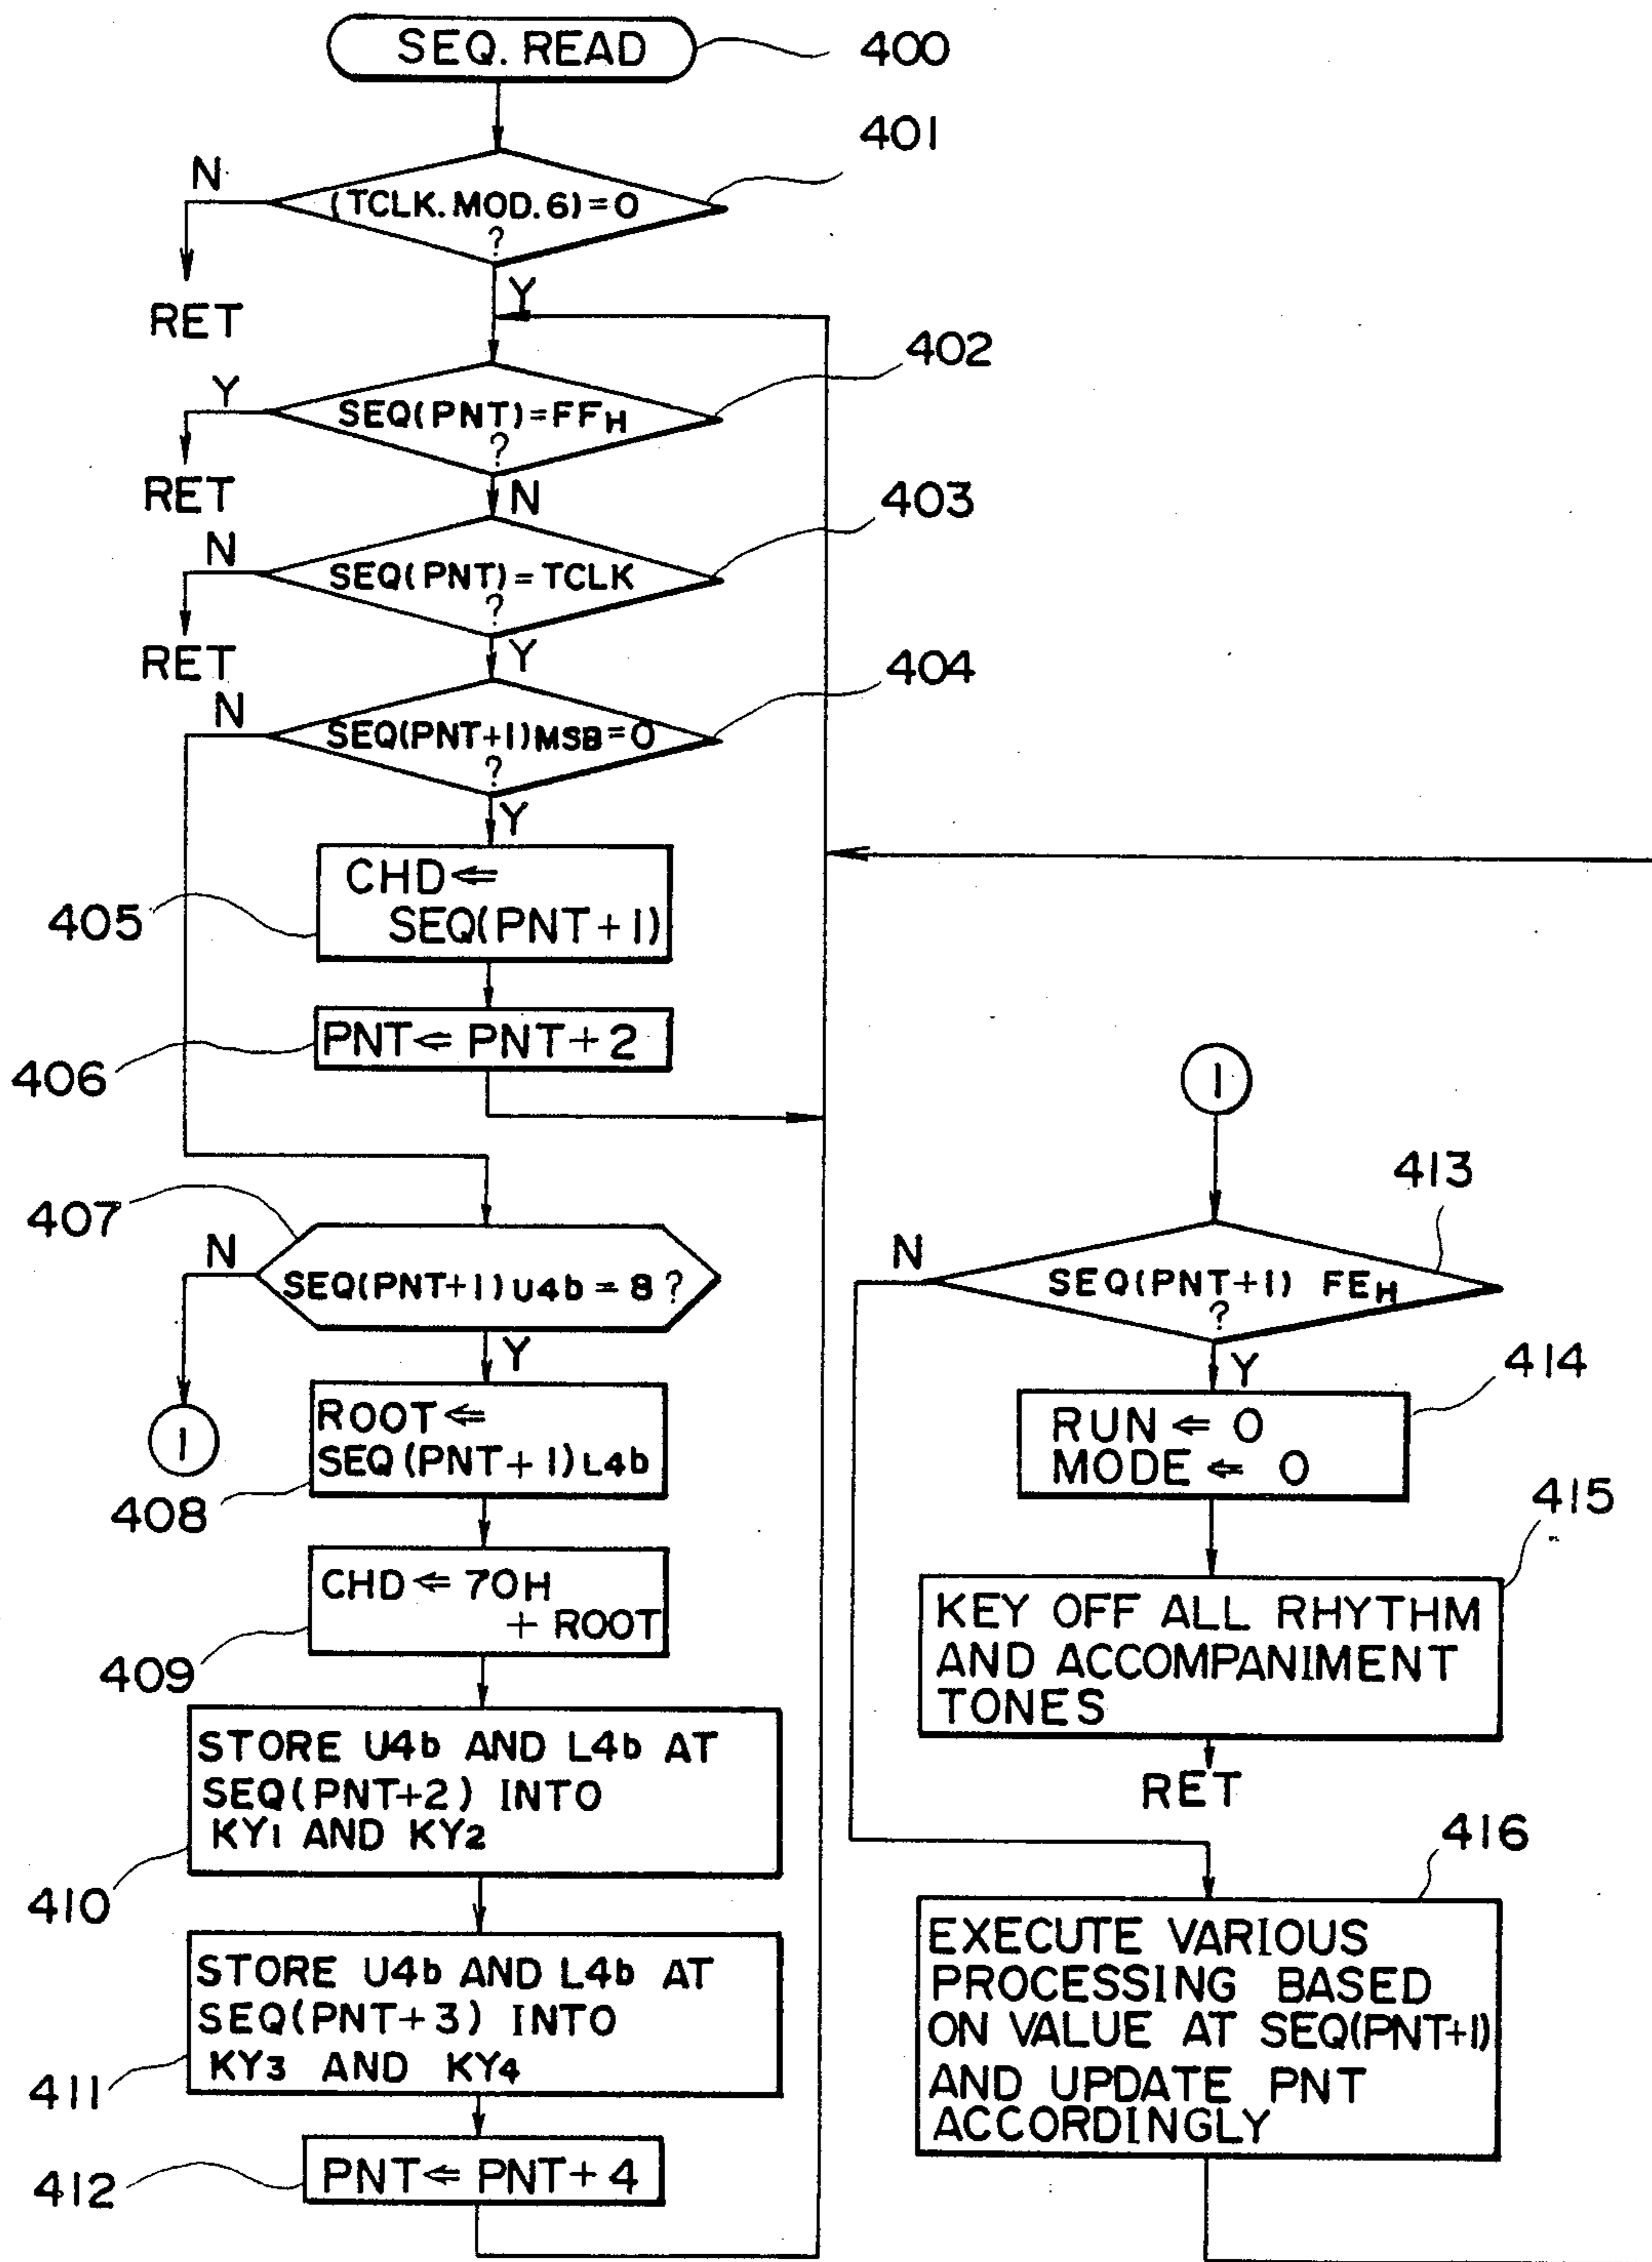 SEQ. READ
400
401
N
(TCLK.MOD.6)=0
?
Y
RET
402
Y
SEQ(PNT)=FFH
?
RET
N
403
N
SEQ(PNT)=TCLK
?
RET
Y
404
N
SEQ(PNT+1)MSB=0
?
Y
CHD⇐
SEQ(PNT+1)
405
PNT⇐PNT+2
406
407
N
SEQ(PNT+1)U4b=8?
Y
1
ROOT⇐
SEQ(PNT+1)L4b
408
CHD⇐70H
+ROOT
409
STORE U4b AND L4b AT
SEQ(PNT+2) INTO
KY1 AND KY2
410
STORE U4b AND L4b AT
SEQ(PNT+3) INTO
KY3 AND KY4
411
PNT⇐PNT+4
412
1
413
N
SEQ(PNT+1) FEH
?
Y
414
RUN⇐0
MODE⇐0
415
KEY OFF ALL RHYTHM
AND ACCOMPANIMENT
TONES
RET
416
EXECUTE VARIOUS
PROCESSING BASED
ON VALUE AT SEQ(PNT+1)
AND UPDATE PNT
ACCORDINGLY